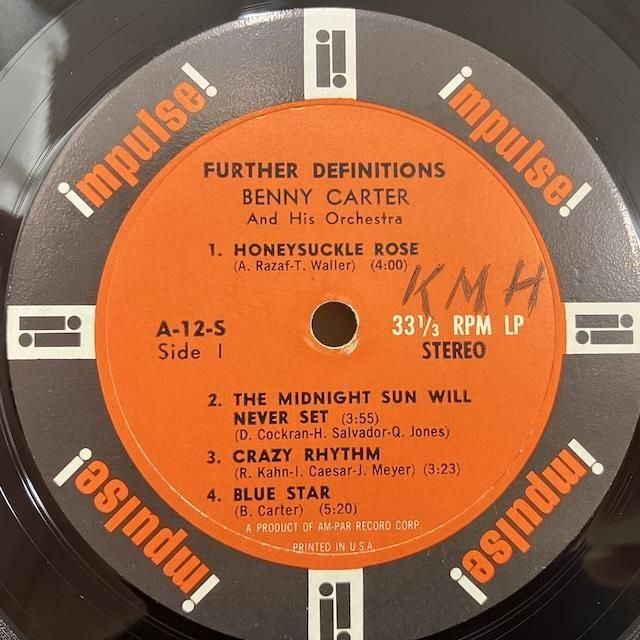 impulse!
impulse!
FURTHER DEFINITIONS
BENNY CARTER
And His Orchestra
1. HONEYSUCKLE ROSE
(A. Razaf-T. Waller) (4:00)
KMH
A-12-S
Side 1
33 1/3 RPM LP
STEREO
2. THE MIDNIGHT SUN WILL
NEVER SET (3:55)
(D. Cockran-H. Salvador-Q. Jones)
3. CRAZY RHYTHM
(R. Kahn-I. Caesar-J. Meyer) (3:23)
4. BLUE STAR
(B. Carter) (5:20)
A PRODUCT OF AM-PAR RECORD CORP.
PRINTED IN U.S.A.
impulse!
impulse!